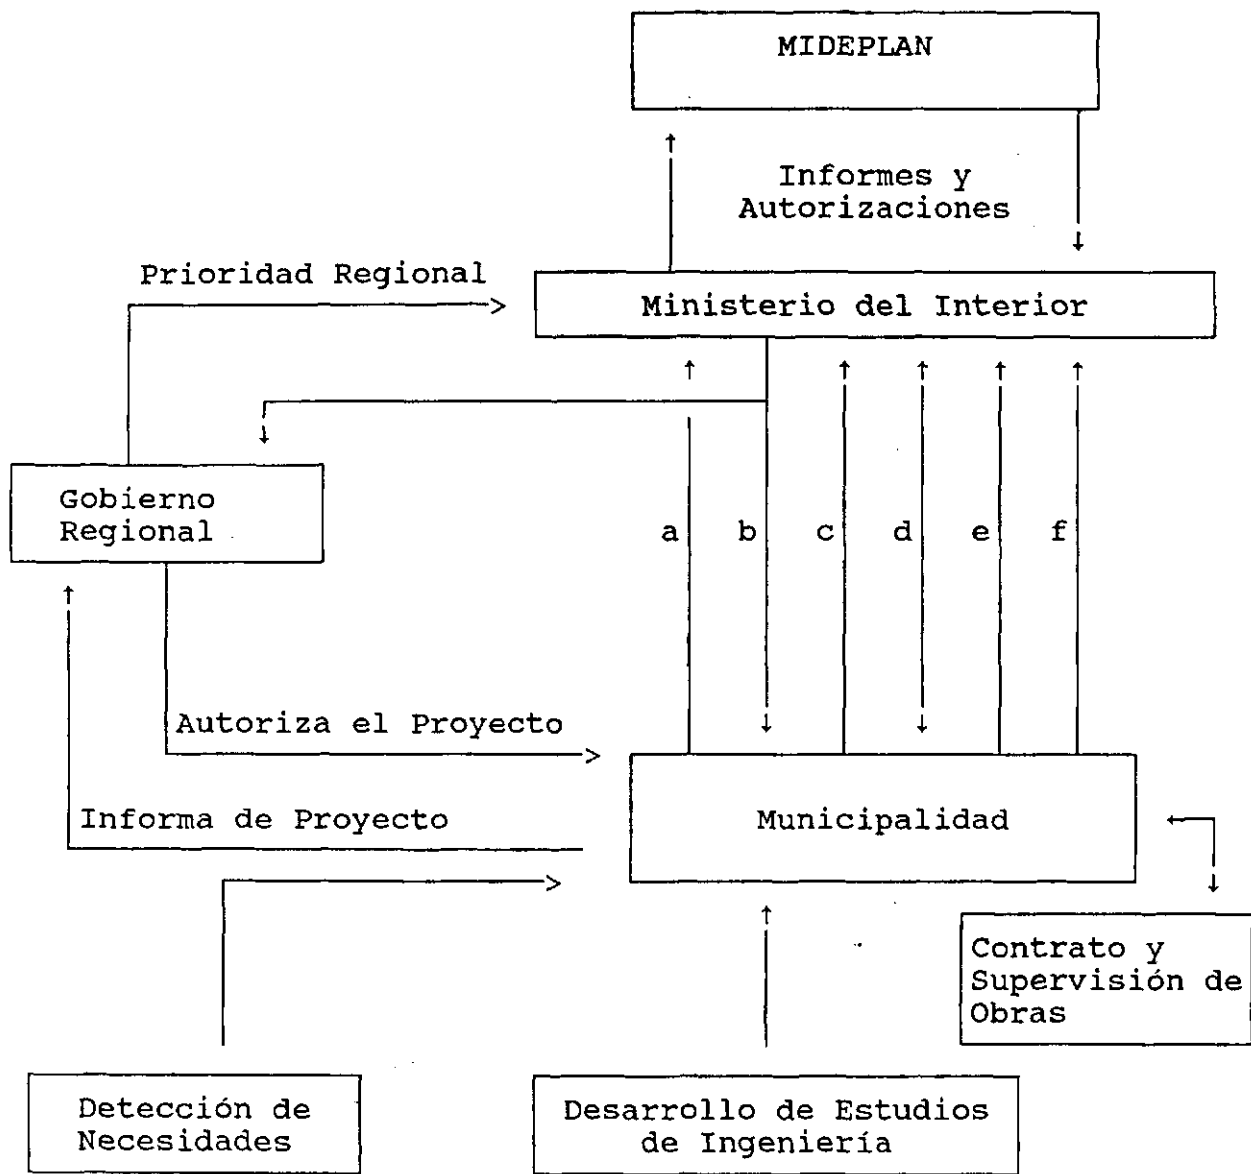 MIDEPLAN
Informes y
Autorizaciones
Prioridad Regional
Ministerio del Interior
Gobierno
Regional
a b c d e f
Autoriza el Proyecto
Informa de Proyecto
Municipalidad
Contrato y
Supervisión de
Obras
Detección de
Necesidades
Desarrollo de Estudios
de Ingeniería